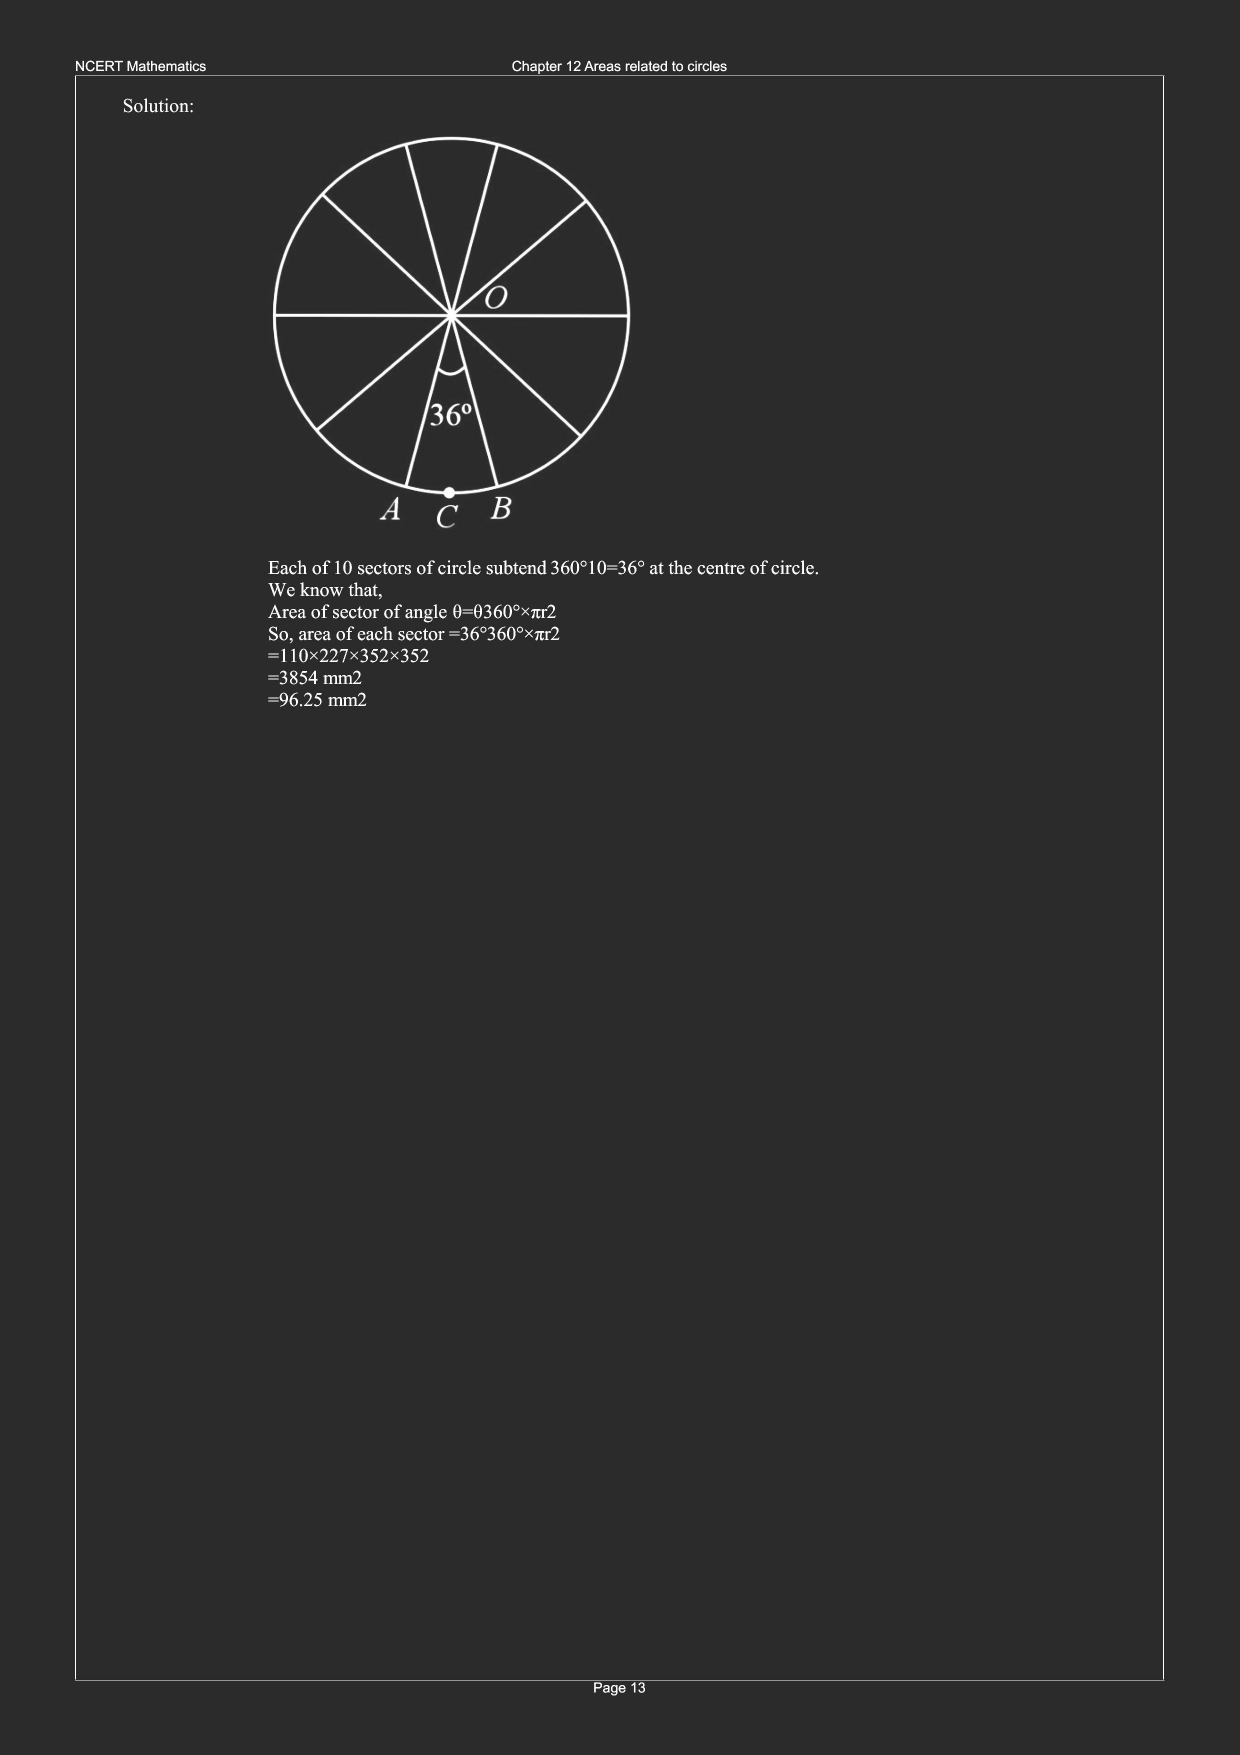 NCERT Mathematics
Chapter 12 Areas related to circles
Solution:
O
36º
A
C
B
Each of 10 sectors of circle subtend 360°10=36° at the centre of circle.
We know that,
Area of sector of angle θ=θ360°×πr2
So, area of each sector =36°360°×πr2
=110×227×352×352
=3854 mm2
=96.25 mm2
Page 13